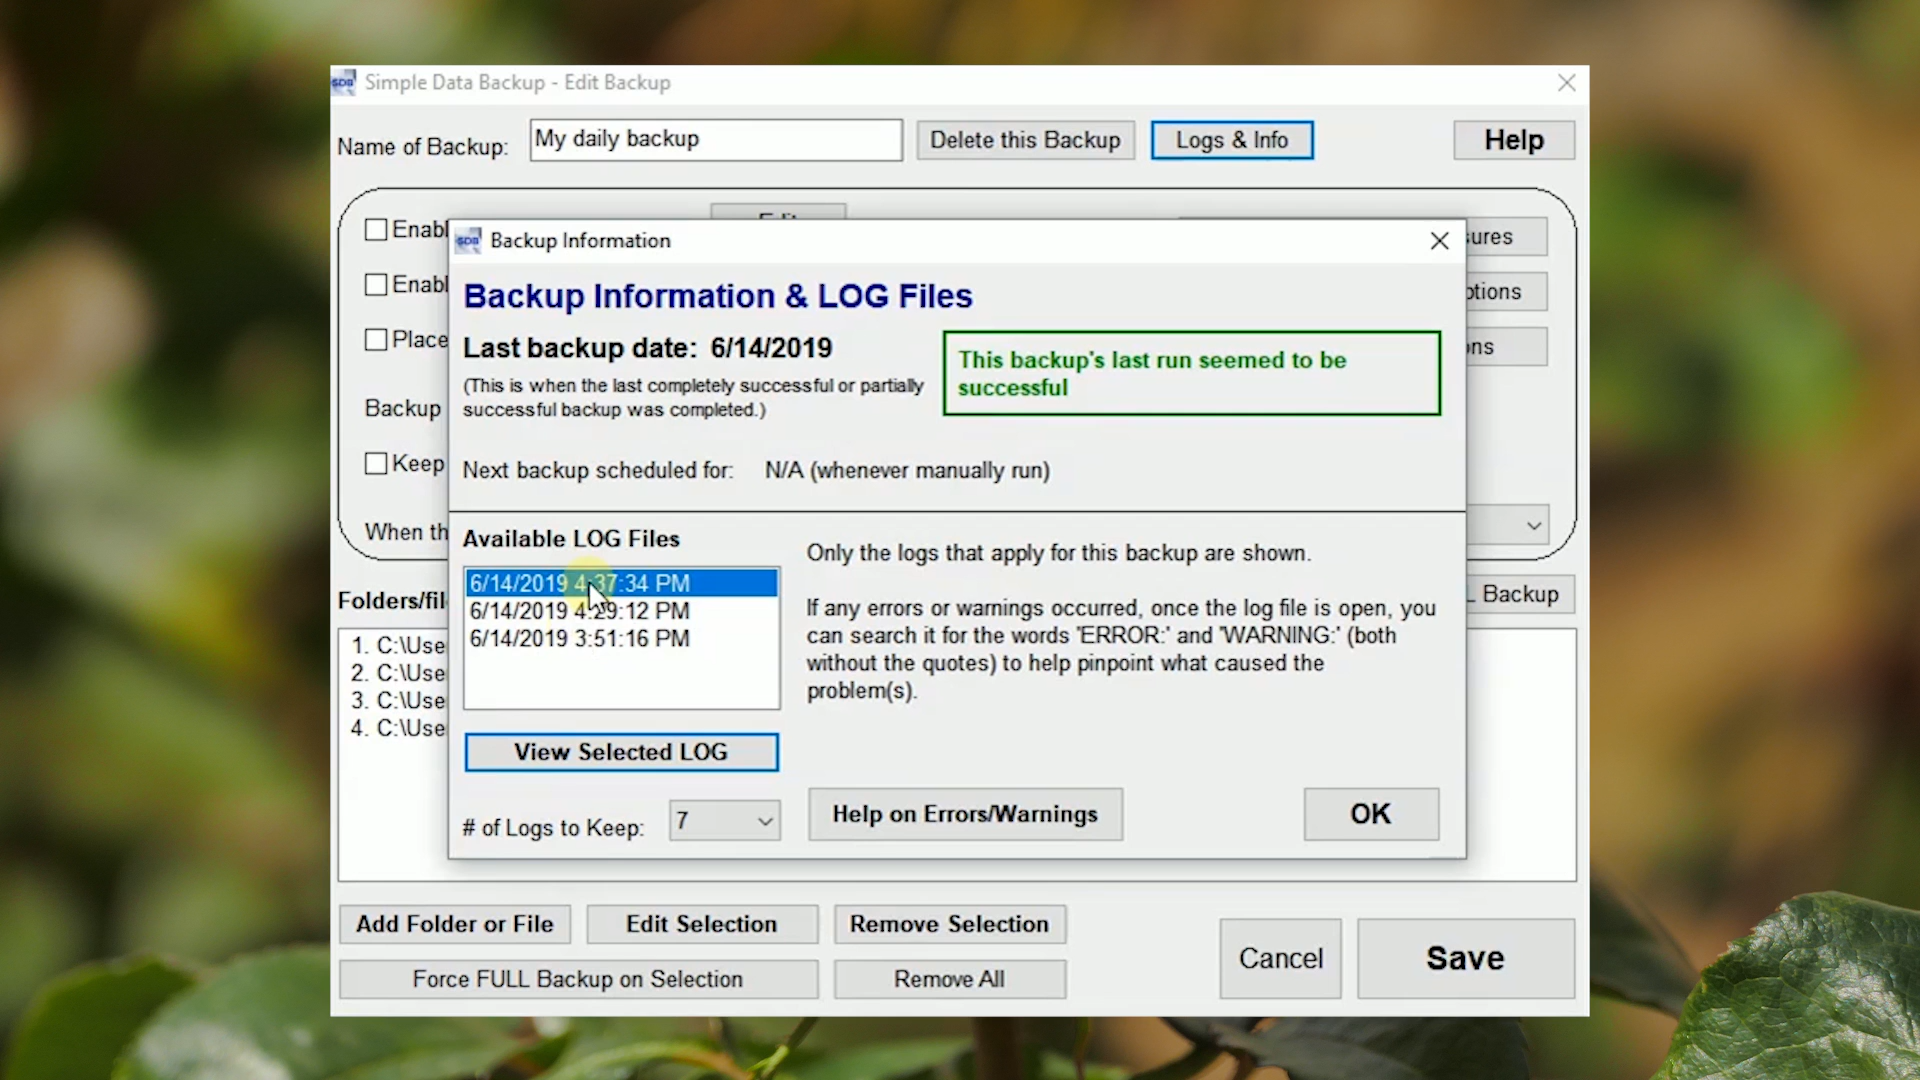 SDB Simple Data Backup - Edit Backup
Name of Backup: My daily backup Delete this Backup Logs & Info Help
SDB Backup Information
Backup Information & LOG Files
Last backup date: 6/14/2019
(This is when the last completely successful or partially
successful backup was completed.)
This backup's last run seemed to be
successful
Backup
Keep
Place
Next backup scheduled for: N/A (whenever manually run)
When
Available LOG Files
6/14/2019 4:37:34 PM
6/14/2019 4:29:12 PM
6/14/2019 3:51:16 PM
Only the logs that apply for this backup are shown.
If any errors or warnings occurred, once the log file is open, you
can search it for the words 'ERROR:' and 'WARNING:' (both
without the quotes) to help pinpoint what caused the
problem(s).
Backup
1. C:\Use
2. C:\Use
3. C:\Use
4. C:\Use
View Selected LOG
# of Logs to Keep: 7
Help on Errors/Warnings
OK
Add Folder or File Edit Selection Remove Selection
Force FULL Backup on Selection Remove All
Cancel Save